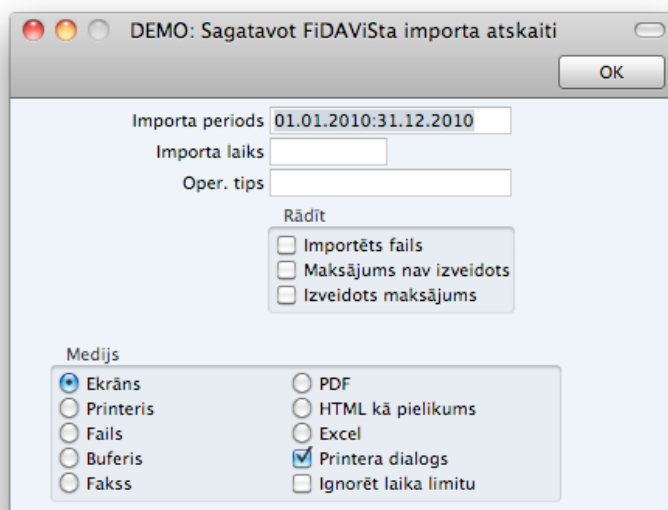 DEMO: Sagatavot FiDAViSta importa atskaiti
OK
Importa periods 01.01.2010:31.12.2010
Importa laiks
Oper. tips
Rādīt
Importēts fails
Maksājums nav izveidots
Izveidots maksājums
Medijs
Ekrāns PDF
Printeris HTML kā pielikums
Fails Excel
Buferis Printera dialogs
Fakss Ignorēt laika limitu